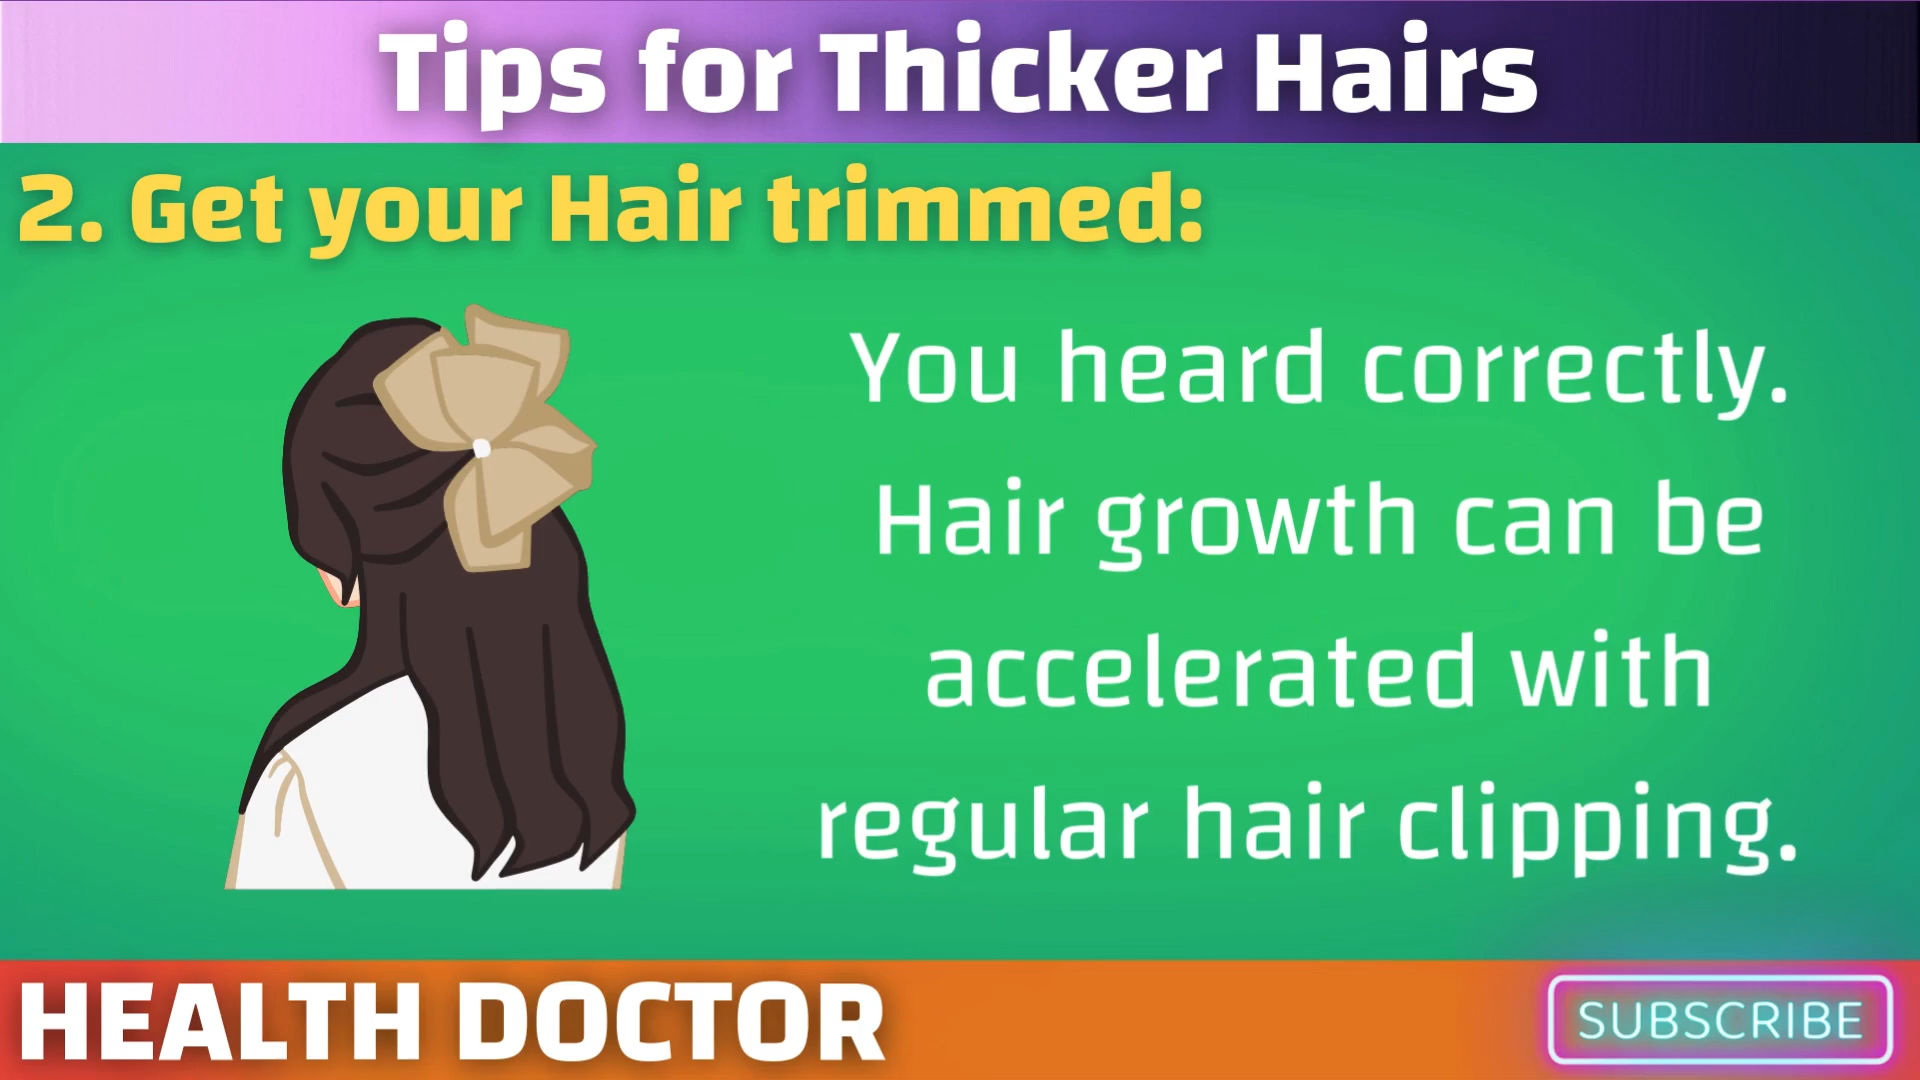 Tips for Thicker Hairs
2. Get your Hair trimmed:
You heard correctly.
Hair growth can be
accelerated with
regular hair clipping.
HEALTH DOCTOR
SUBSCRIBE